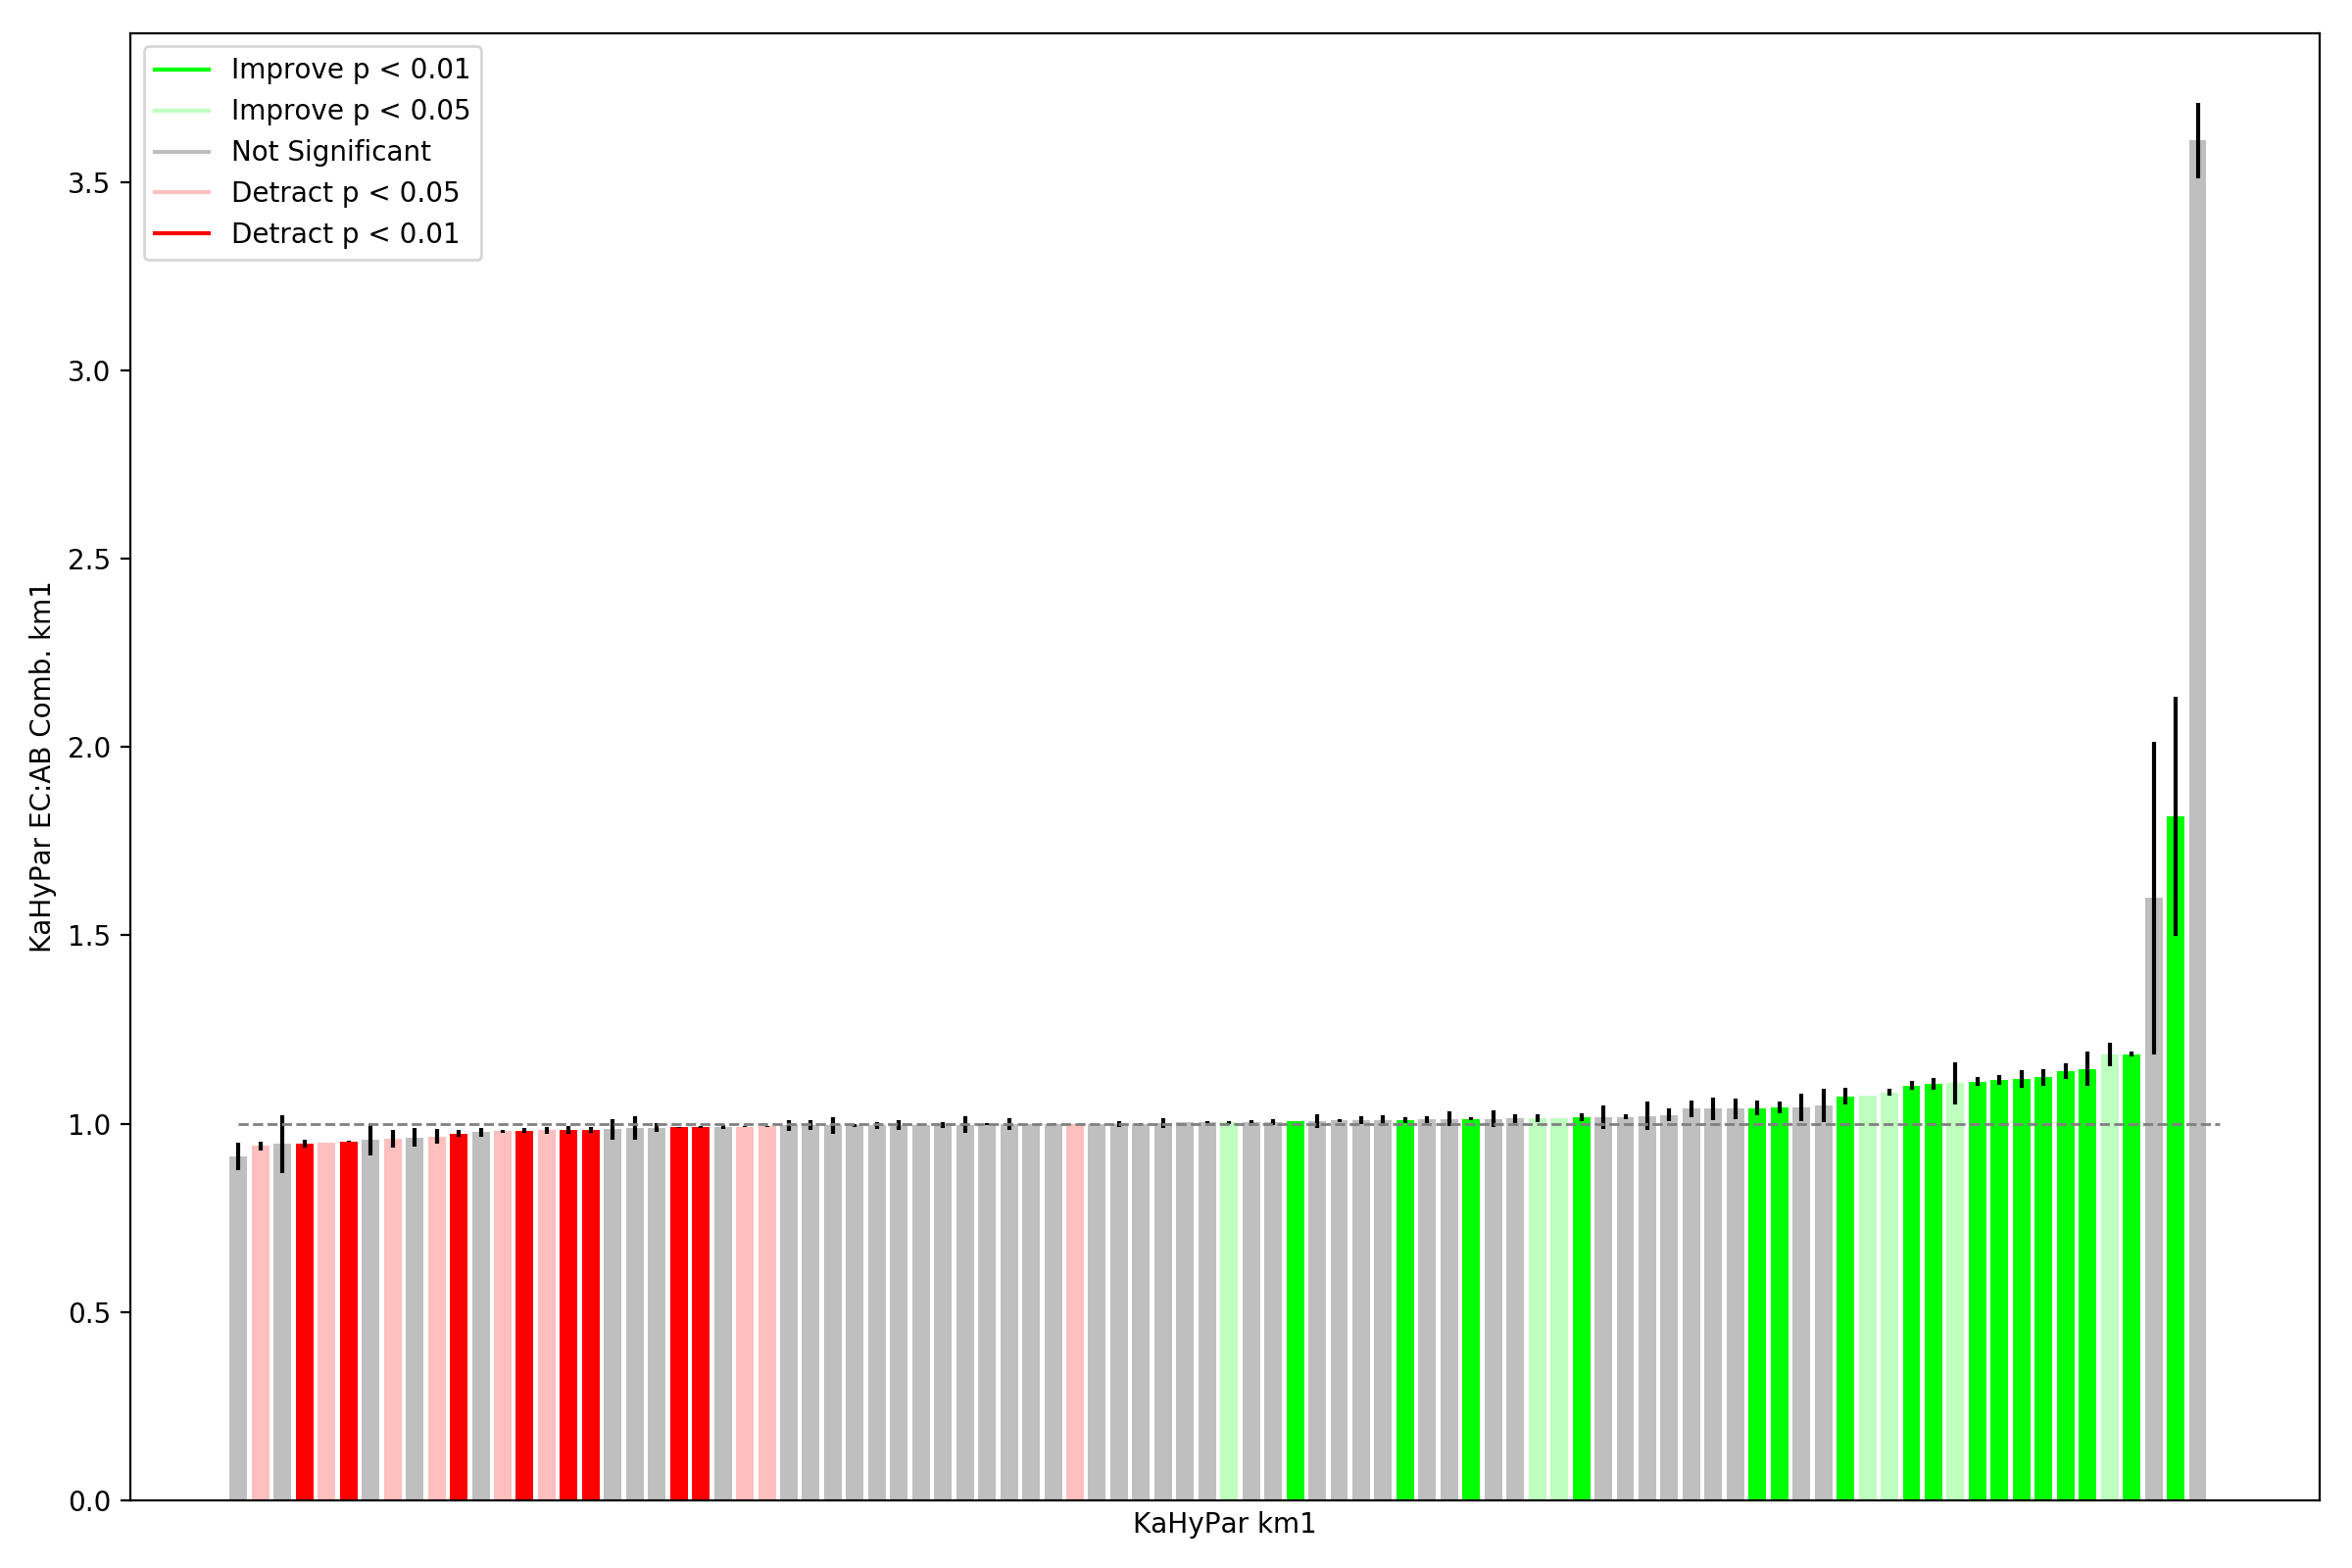 Improve p < 0.01
Improve p < 0.05
Not Significant
Detract p < 0.05
Detract p < 0.01
3.5
3.0
2.5
2.0
1.5
1.0
0.5
0.0
KaHyPar EC:AB Comb. km1
KaHyPar km1